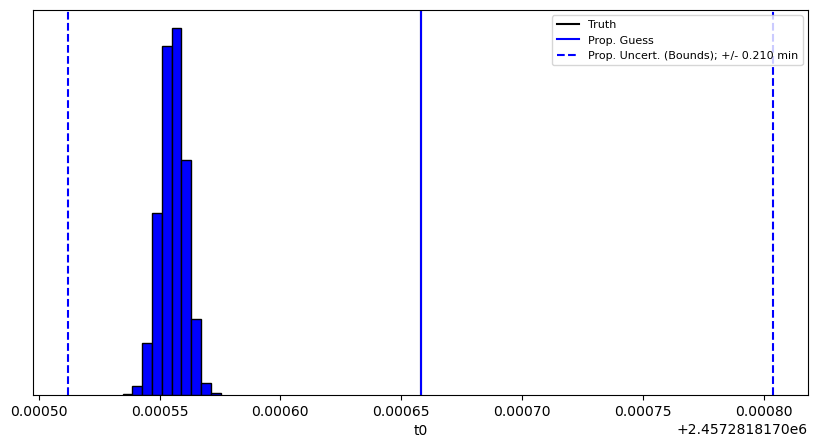 Truth
Prop. Guess
Prop. Uncert. (Bounds); +/- 0.210 min
0.00050 0.00055 0.00060 0.00065 0.00070 0.00075 0.00080
t0
+2.4572818170e6